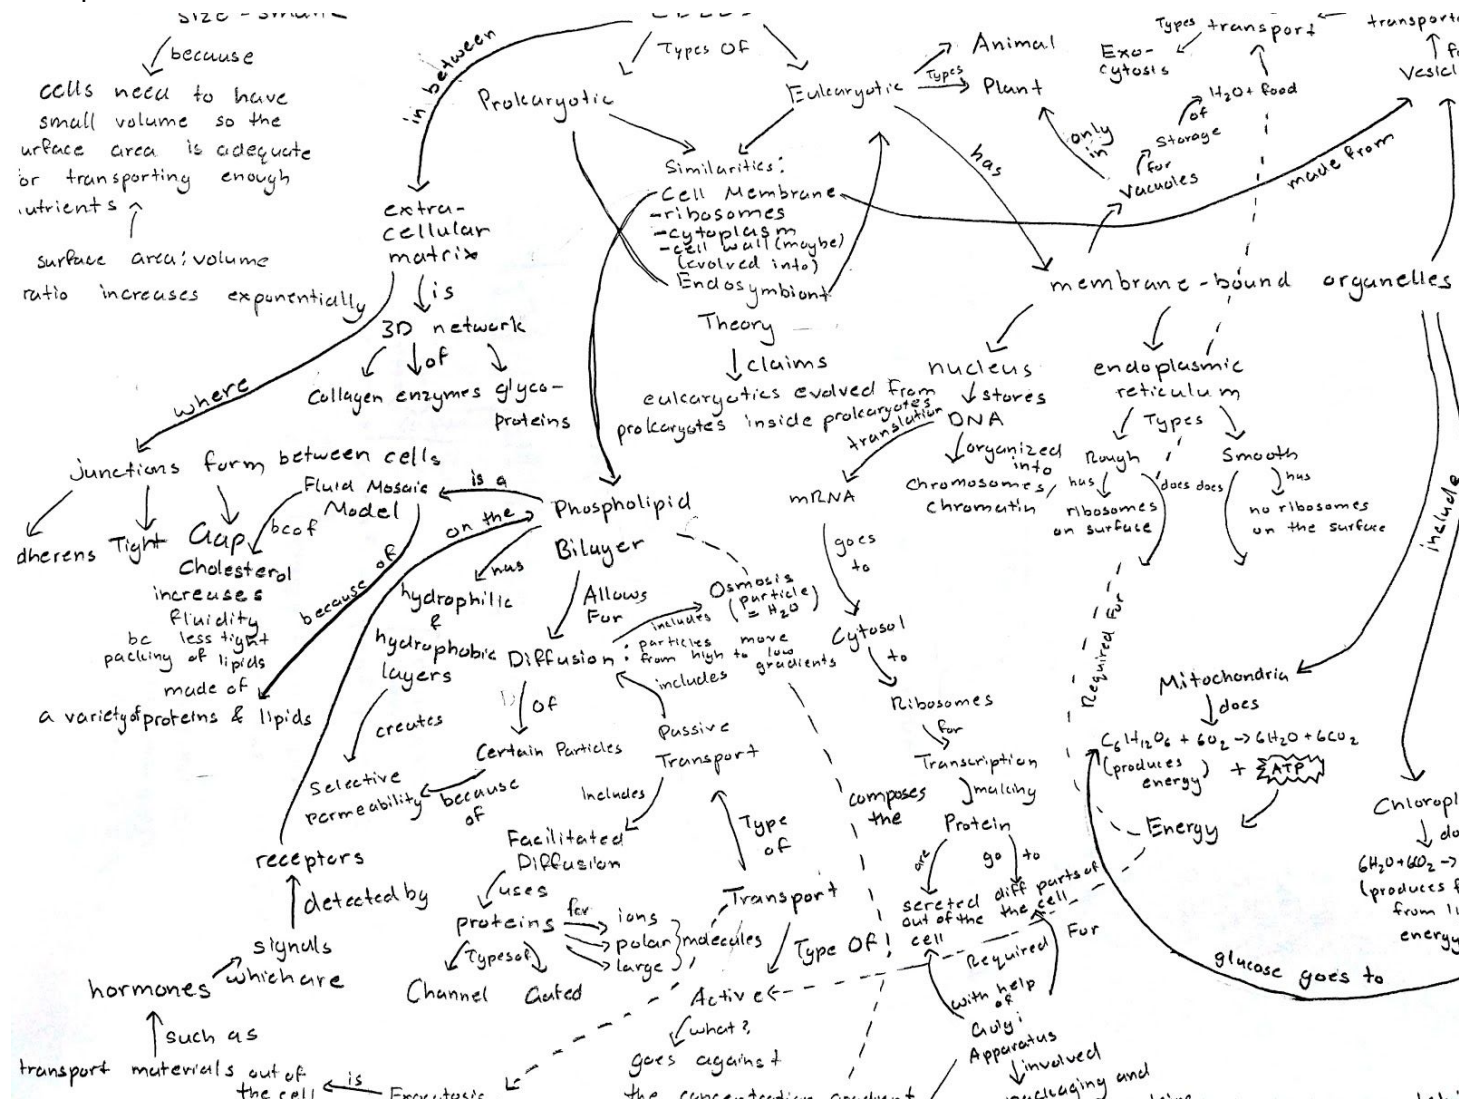 size - small
because
cells need to have
small volume so the
urface area is adequate
or transporting enough
utrients
surface area: volume
ratio increases exponentially
in between
Types Of
Prokaryotic
Eukaryotic
Types
Animal
Plant
Types
transport
Exo-
cytosis
H₂O + food
of
Storage
for
Vacuoles
only
in
has
made from
extra-
cellular
matrix
is
3D network
of
Collagen enzymes glyco-
proteins
where
junctions form between cells
dherens Tight Gap
Similarities:
Cell Membrane
- ribosomes
- cytoplasm
- cell wall (maybe)
(evolved into)
Endosymbiont
Theory
claims
eukaryotics evolved from
prokaryotes inside prokaryotes
membrane-bound organelles
nucleus
stores
DNA
translation
organized
into
Chromosomes/
Chromatin
endoplasmic
reticulum
Types
Rough
Smooth
has
does does
has
ribosomes
on surfase
no ribosomes
on the surface
Fluid Mosaic
Model
is a
bcof
Cholesterol
increases
fluidity
bc less tight
packing of lipids
because of
made of
a variety of proteins & lipids
on the
Phospholipid
Bilayer
has
hydrophilic
&
hydrophobic
layers
creates
Selective
permeability
Allows
For
Diffusion:
particles move
from high to low
gradients
includes
Osmosis
(particle
= H₂O)
includes
of
Certain Particles
because
of
Passive
Transport
Includes
Facilitated
Diffusion
uses
proteins
for
ions
polar
large
molecules
Types of
Channel Gated
Type
of
Transport
Type Of
Active
what?
goes against
the concentration gradient
receptors
detected by
signals
which are
hormones
such as
transport materials out of
the cell
is
Exocytosis
mRNA
goes
to
Cytosol
to
Ribosomes
for
Transcription
making
Protein
composes
the
are
go to
sereted
out of the
cell
diff parts of
the cell
Required
For
with help
of
Golgi
Apparatus
involved
packaging and
Required For
include
Mitochondria
does
C₆H₁₂O₆ + 6O₂ → 6H₂O + 6CO₂
(produces
energy)
+ ATP
Energy
glucose goes to
6H₂O + 6CO₂ →
(produces
energy